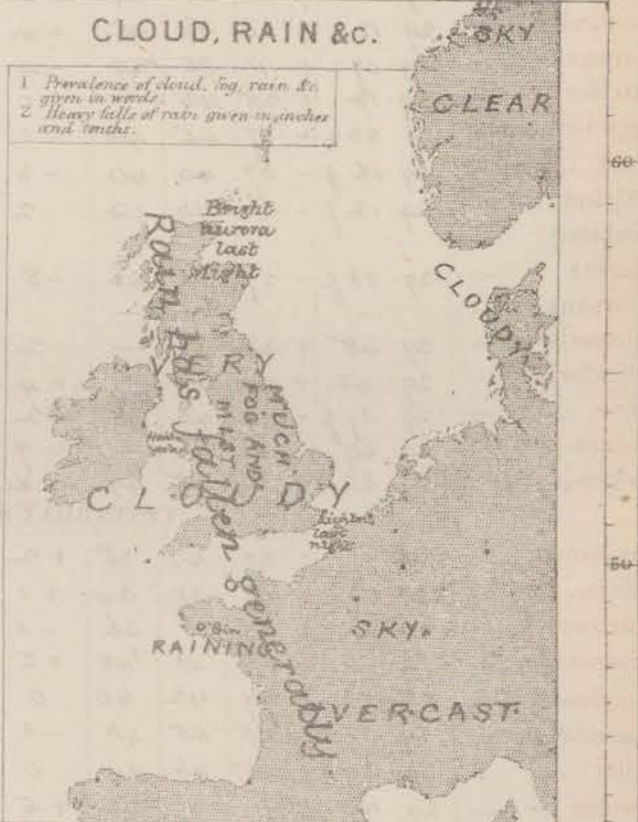 CLOUD, RAIN &c.
1 Prevalence of cloud, fog, rain &c.
given in words.
2 Heavy falls of rain given in inches
and tenths.
SKY
CLEAR
60
Bright
aurora
last
Night
CLOUDY
Rain has fallen generally
VERY
CLOUDY
MUCH
FOG AND
MIST
last
night
50
0·8in
RAINING
SKY
OVERCAST